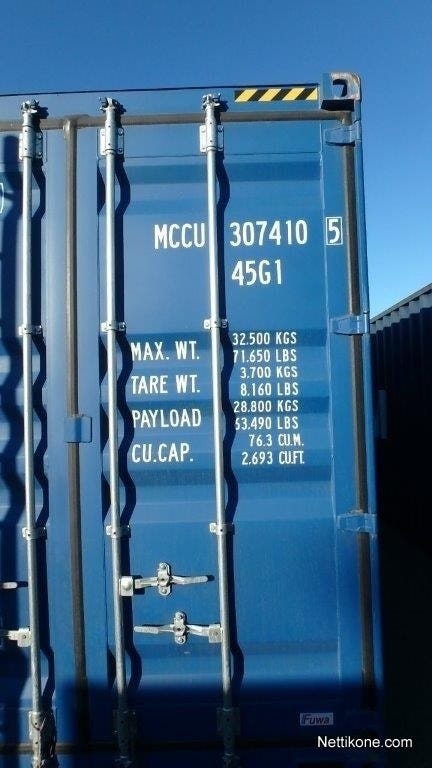 MCCU 307410 5
45G1
MAX. WT. 32.500 KGS
71.650 LBS
TARE WT. 3.700 KGS
8.160 LBS
PAYLOAD 28.800 KGS
63.490 LBS
CU.CAP. 76.3 CU.M.
2.693 CU.FT.
Fuwa
Nettikone.com